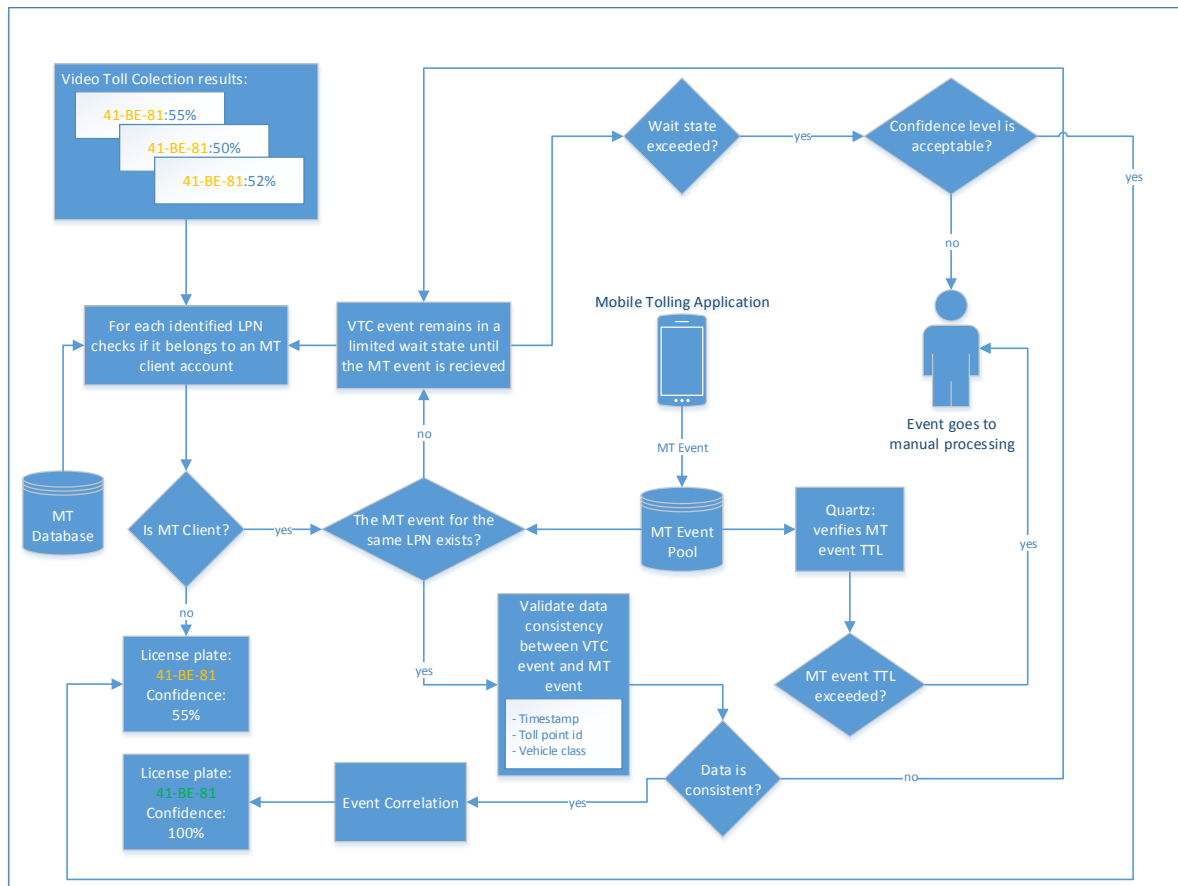 Video Toll Colection results:
41-BE-81:55%
41-BE-81:50%
41-BE-81:52%
Wait state
exceeded?
yes
Confidence level is
acceptable?
yes
no
For each identified LPN
checks if it belongs to an MT
client account
VTC event remains in a
limited wait state until
the MT event is recieved
Mobile Tolling Application
MT Event
Event goes to
manual processing
no
MT
Database
Is MT Client?
yes
The MT event for the
same LPN exists?
MT Event
Pool
Quartz:
verifies MT
event TTL
yes
no
yes
Validate data
consistency
between VTC
event and MT
event
- Timestamp
- Toll point id
- Vehicle class
MT event TTL
exceeded?
License plate:
41-BE-81
Confidence:
55%
License plate:
41-BE-81
Confidence:
100%
Event Correlation
yes
Data is
consistent?
no